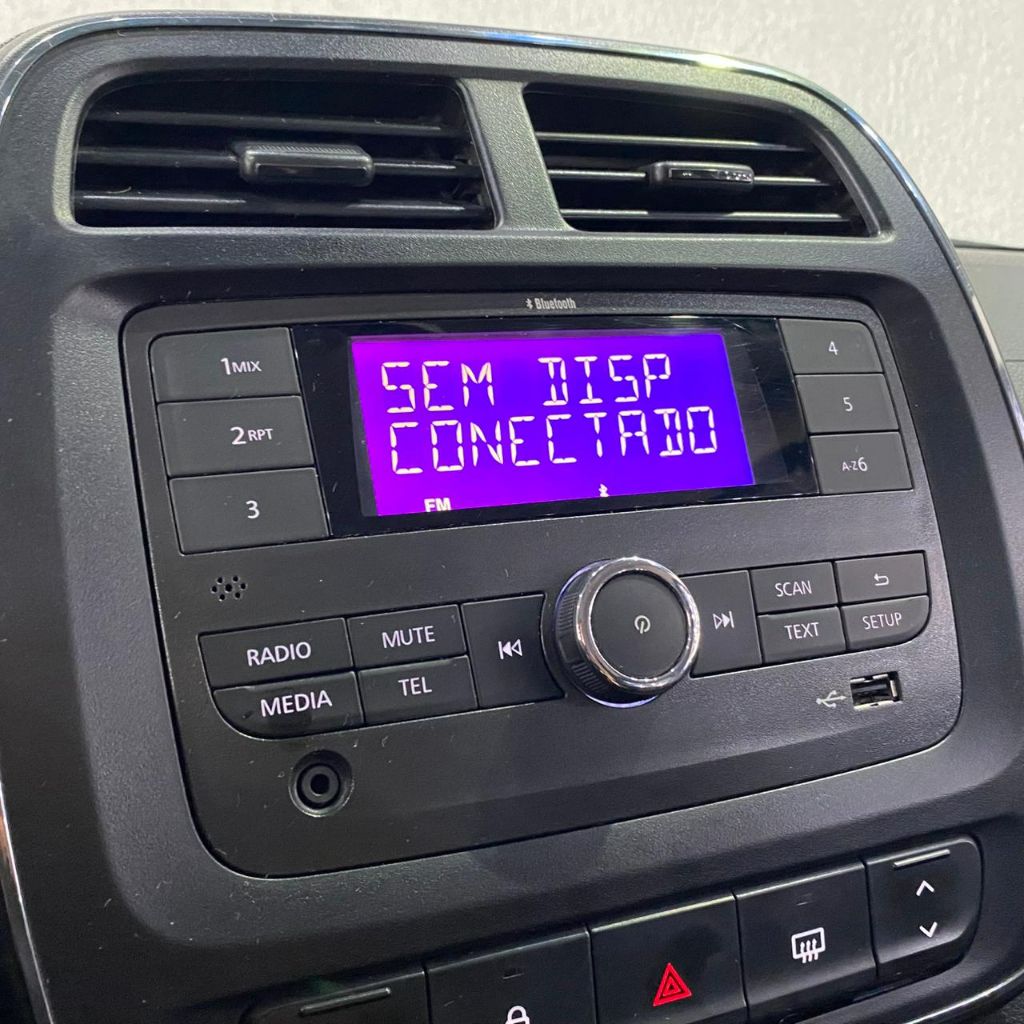 Bluetooth
1MIX
2RPT
3
SEM DISP
CONECTADO
FM
4
5
A-Z6
RADIO
MUTE
MEDIA
TEL
SCAN
TEXT
SETUP